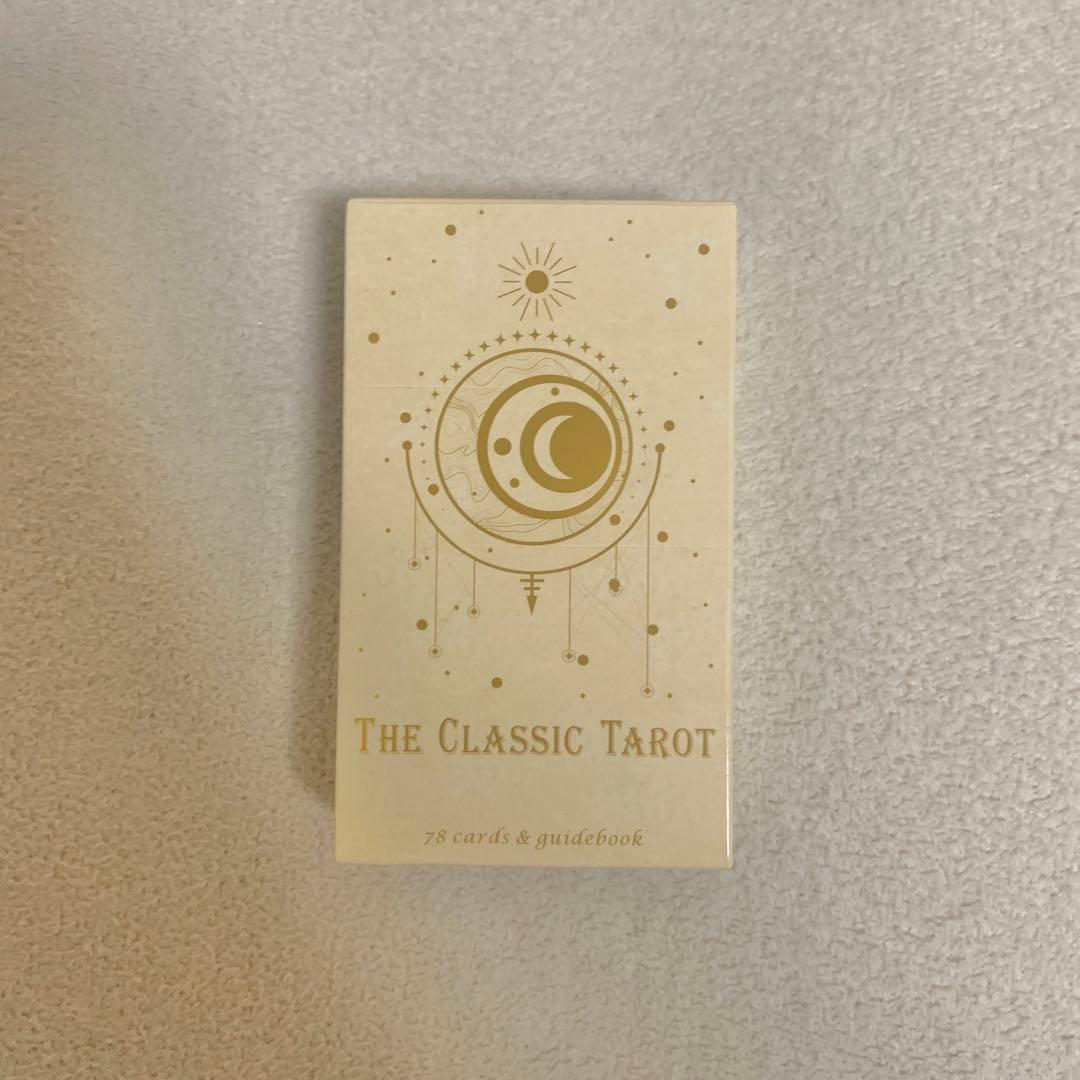 THE CLASSIC TAROT
78 cards & guidebook